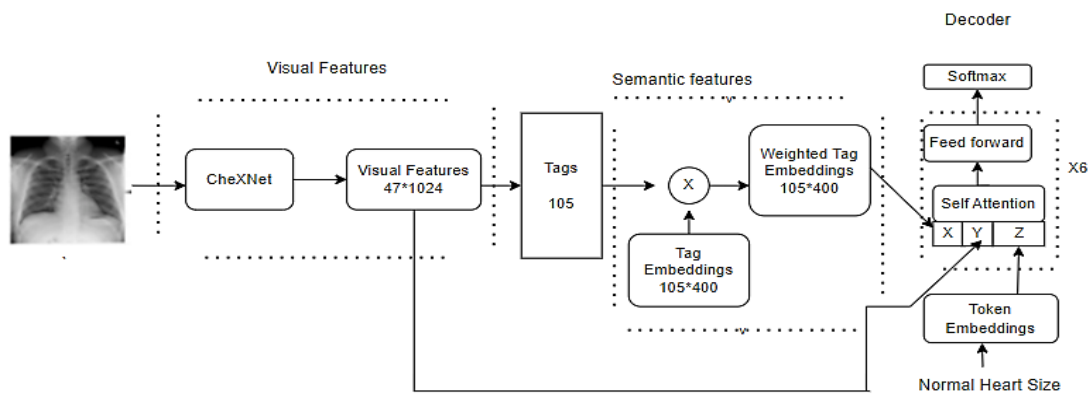 Decoder
Visual Features
Semantic features
Softmax
Feed forward
X6
CheXNet
Visual Features
47*1024
Tags
105
X
Weighted Tag
Embeddings
105*400
Self Attention
X Y Z
Tag
Embeddings
105*400
Token
Embeddings
Normal Heart Size